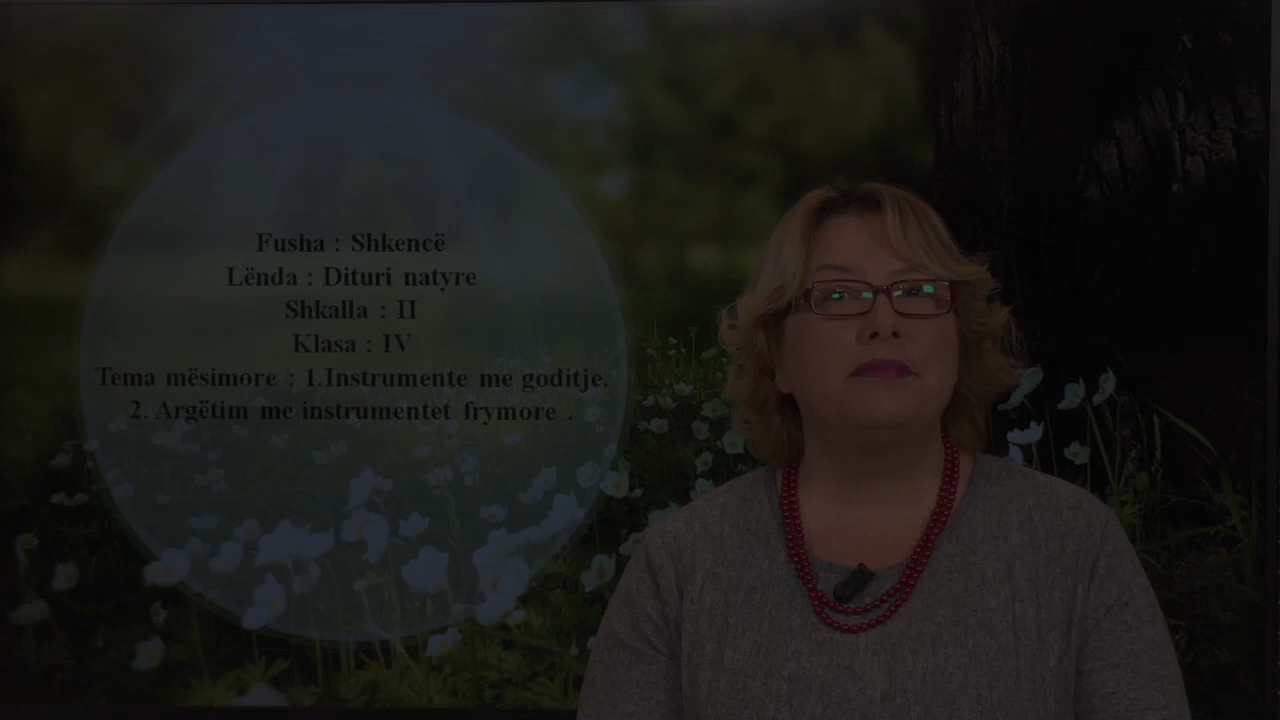 Fusha : Shkencë
Lënda : Dituri natyre
Shkalla : II
Klasa : IV
Tema mësimore : 1.Instrumente me goditje.
2. Argëtim me instrumentet frymore .